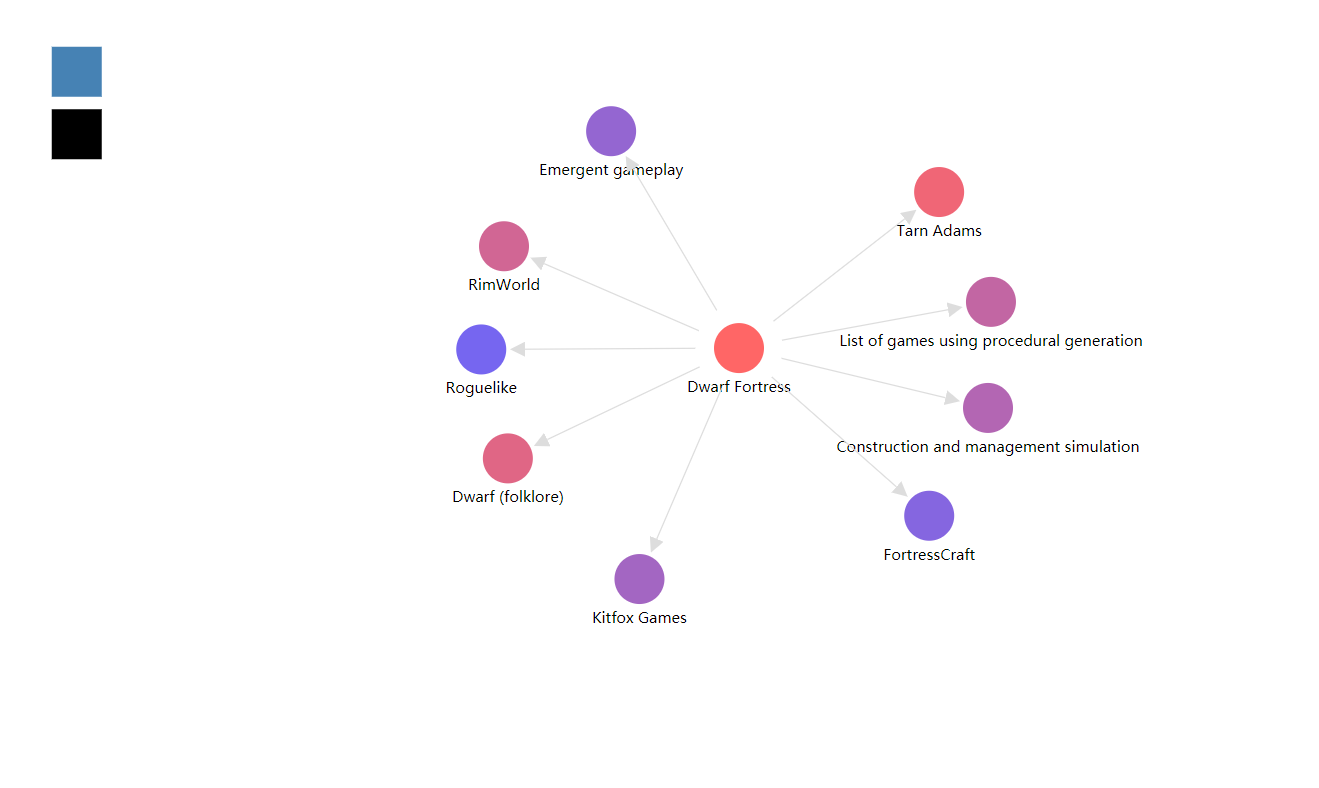 Emergent gameplay
Tarn Adams
RimWorld
List of games using procedural generation
Roguelike
Dwarf Fortress
Construction and management simulation
Dwarf (folklore)
FortressCraft
Kitfox Games